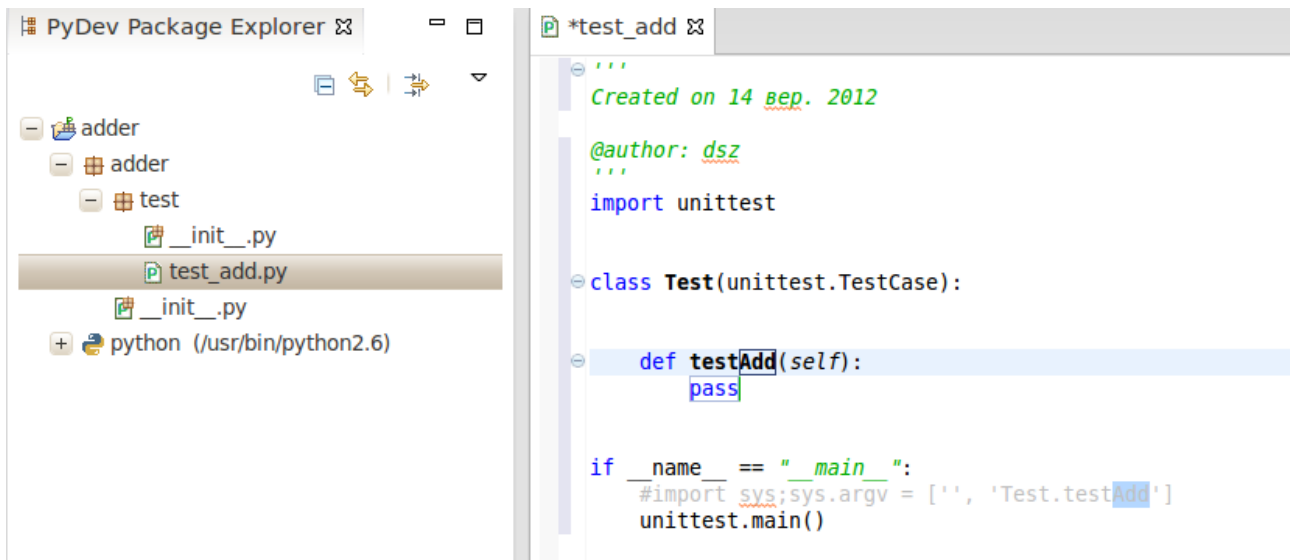 PyDev Package Explorer
adder
adder
test
__init__.py
test_add.py
__init__.py
python (/usr/bin/python2.6)
*test_add
'''
Created on 14 вер. 2012
@author: dsz
'''
import unittest
class Test(unittest.TestCase):
def testAdd(self):
pass
if __name__ == "__main__":
#import sys;sys.argv = ['', 'Test.testAdd']
unittest.main()